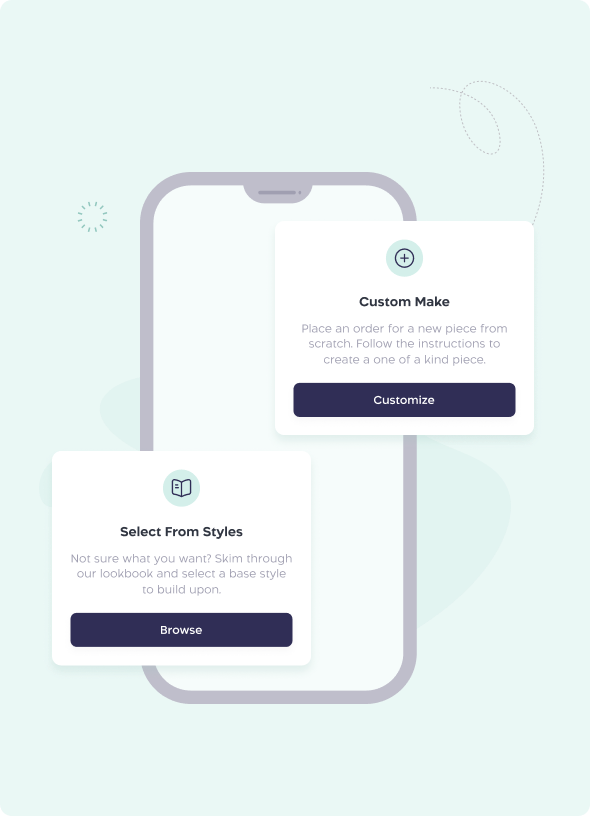 Custom Make
Place an order for a new piece from
scratch. Follow the instructions to
create a one of a kind piece.
Customize
Select From Styles
Not sure what you want? Skim through
our lookbook and select a base style
to build upon.
Browse